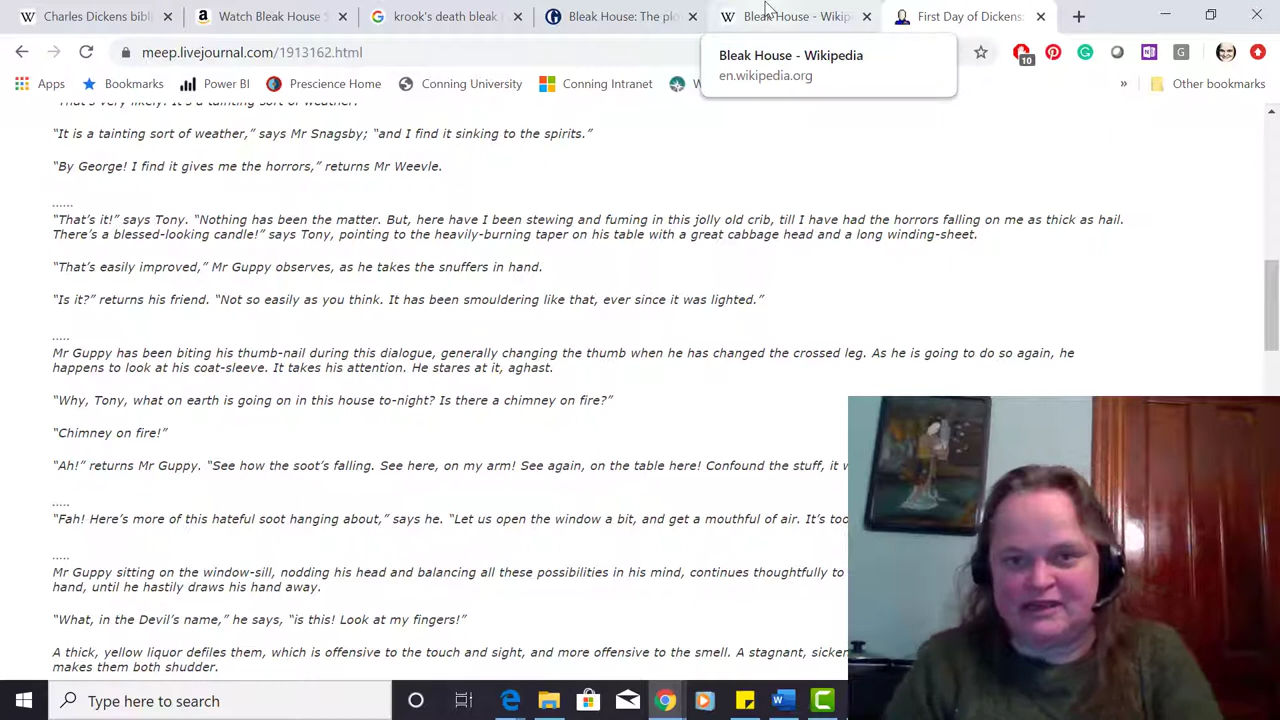 Charles Dickens bibl
Watch Bleak House
krook's death bleak
Bleak House: The plo
Bleak House - Wikipe
First Day of Dickens:
meep.livejournal.com/1913162.html
Bleak House - Wikipedia
en.wikipedia.org
10
Apps
Bookmarks
Power BI
Prescience Home
Conning University
Conning Intranet
»
Other bookmarks
"That's very likely! It's a tainting sort of weather."
"It is a tainting sort of weather," says Mr Snagsby; "and I find it sinking to the spirits."
"By George! I find it gives me the horrors," returns Mr Weevle.
......
"That's it!" says Tony. "Nothing has been the matter. But, here have I been stewing and fuming in this jolly old crib, till I have had the horrors falling on me as thick as hail.
There's a blessed-looking candle!" says Tony, pointing to the heavily-burning taper on his table with a great cabbage head and a long winding-sheet.
"That's easily improved," Mr Guppy observes, as he takes the snuffers in hand.
"Is it?" returns his friend. "Not so easily as you think. It has been smouldering like that, ever since it was lighted."
.....
Mr Guppy has been biting his thumb-nail during this dialogue, generally changing the thumb when he has changed the crossed leg. As he is going to do so again, he
happens to look at his coat-sleeve. It takes his attention. He stares at it, aghast.
"Why, Tony, what on earth is going on in this house to-night? Is there a chimney on fire?"
"Chimney on fire!"
"Ah!" returns Mr Guppy. "See how the soot's falling. See here, on my arm! See again, on the table here! Confound the stuff, it w
.....
"Fah! Here's more of this hateful soot hanging about," says he. "Let us open the window a bit, and get a mouthful of air. It's too
.....
Mr Guppy sitting on the window-sill, nodding his head and balancing all these possibilities in his mind, continues thoughtfully to
hand, until he hastily draws his hand away.
"What, in the Devil's name," he says, "is this! Look at my fingers!"
A thick, yellow liquor defiles them, which is offensive to the touch and sight, and more offensive to the smell. A stagnant, sicken
makes them both shudder.
Type here to search